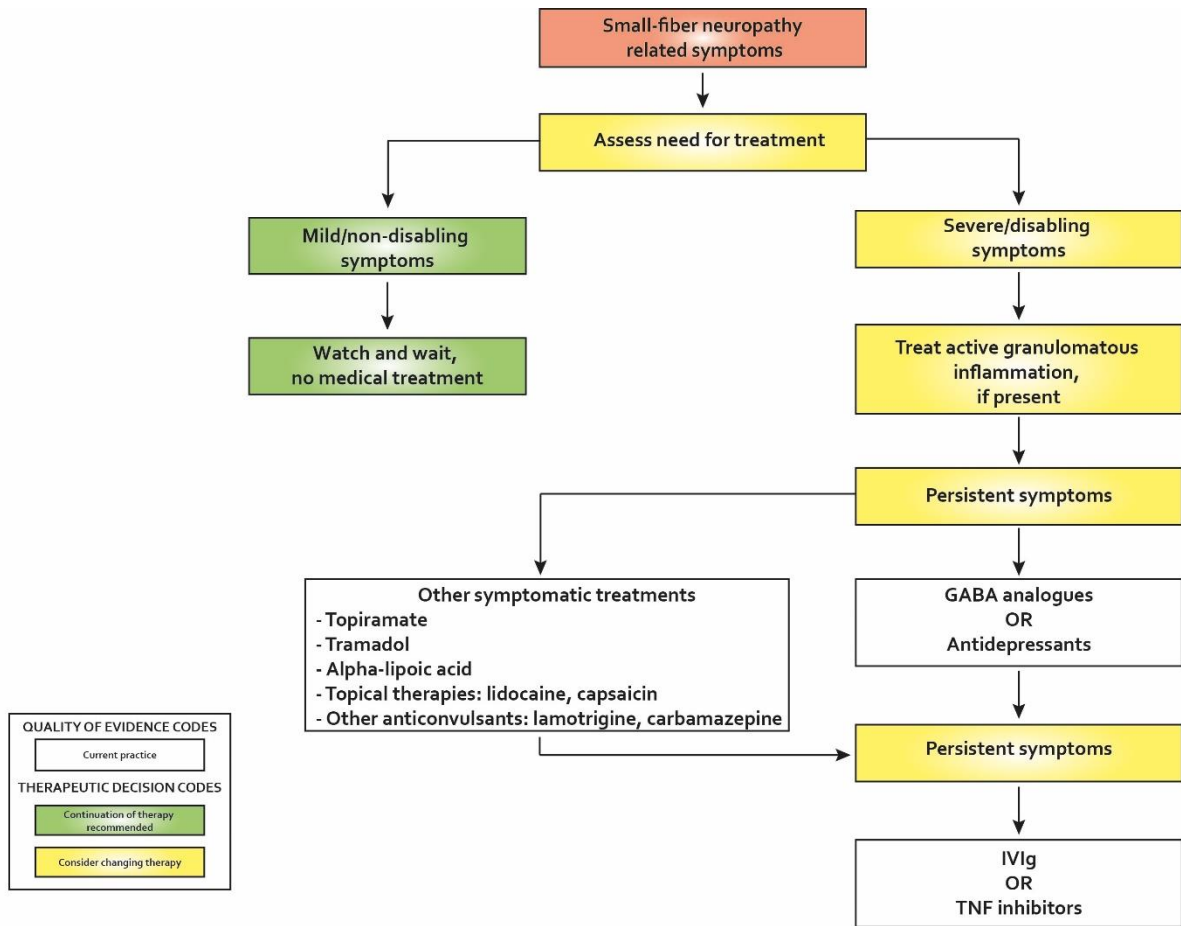 Small-fiber neuropathy
related symptoms
Assess need for treatment
Mild/non-disabling
symptoms
Severe/disabling
symptoms
Watch and wait,
no medical treatment
Treat active granulomatous
inflammation,
if present
Persistent symptoms
Other symptomatic treatments
- Topiramate
- Tramadol
- Alpha-lipoic acid
- Topical therapies: lidocaine, capsaicin
- Other anticonvulsants: lamotrigine, carbamazepine
GABA analogues
OR
Antidepressants
Persistent symptoms
IVIg
OR
TNF inhibitors
QUALITY OF EVIDENCE CODES
Current practice
THERAPEUTIC DECISION CODES
Continuation of therapy
recommended
Consider changing therapy